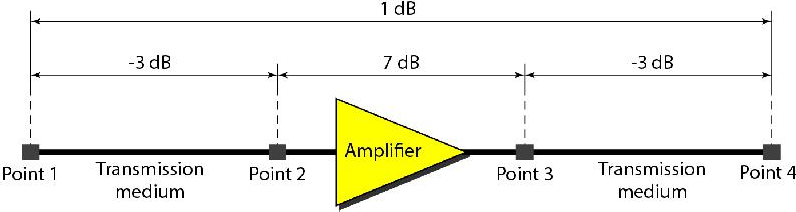 1 dB
-3 dB
7 dB
-3 dB
Amplifier
Point 1
Transmission
medium
Point 2
Point 3
Transmission
medium
Point 4